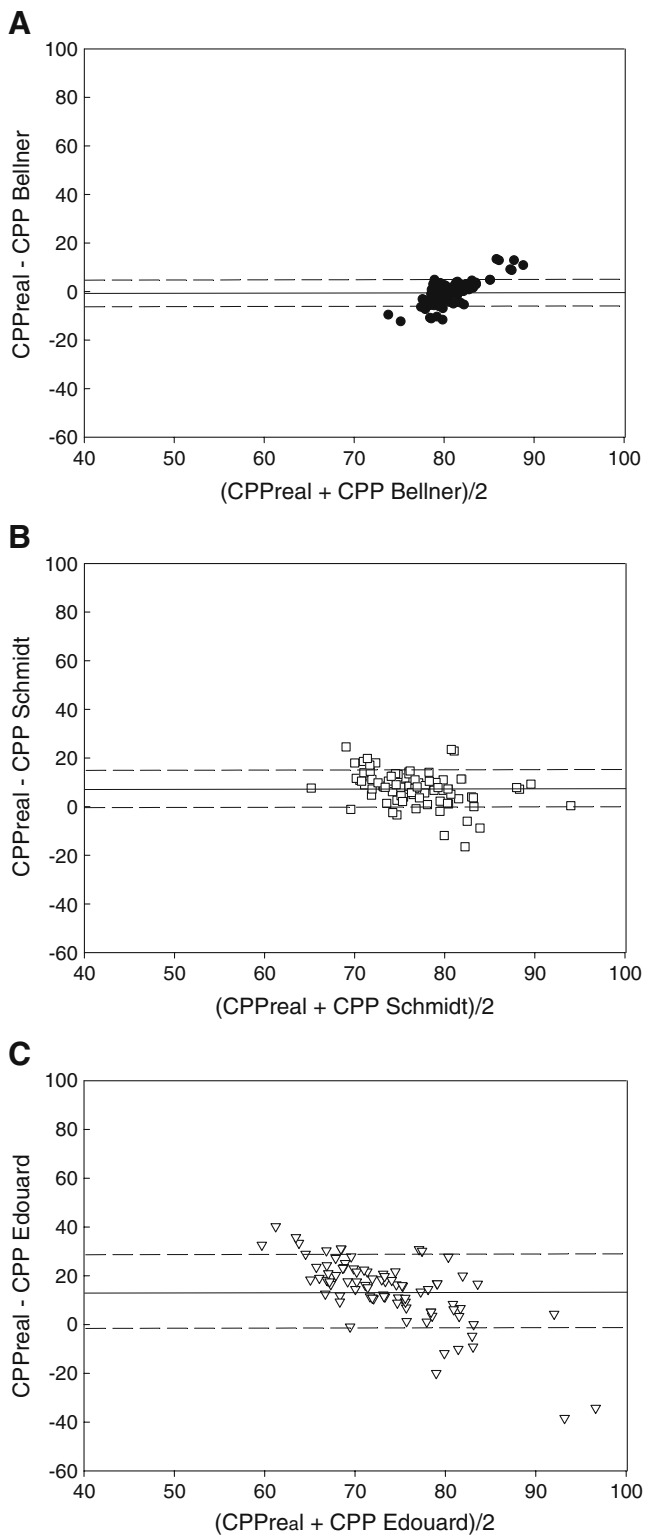 A
100
80
60
40
20
0
-20
-40
-60
CPPreal - CPP Bellner
40 50 60 70 80 90 100
(CPPreal + CPP Bellner)/2
B
100
80
60
40
20
0
-20
-40
-60
CPPreal - CPP Schmidt
40 50 60 70 80 90 100
(CPPreal + CPP Schmidt)/2
C
100
80
60
40
20
0
-20
-40
-60
CPPreal - CPP Edouard
40 50 60 70 80 90 100
(CPPreal + CPP Edouard)/2